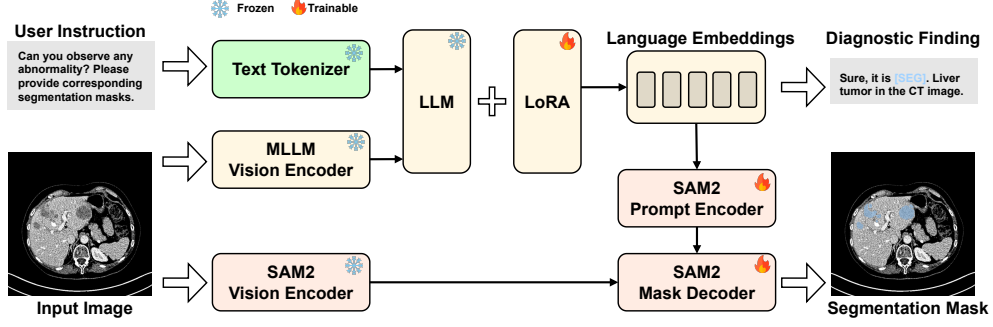 Frozen
Trainable
User Instruction
Can you observe any
abnormality? Please
provide corresponding
segmentation masks.
Text Tokenizer
LLM
LoRA
Language Embeddings
Diagnostic Finding
Sure, it is [SEG]. Liver
tumor in the CT image.
MLLM
Vision Encoder
SAM2
Prompt Encoder
SAM2
Vision Encoder
SAM2
Mask Decoder
Input Image
Segmentation Mask